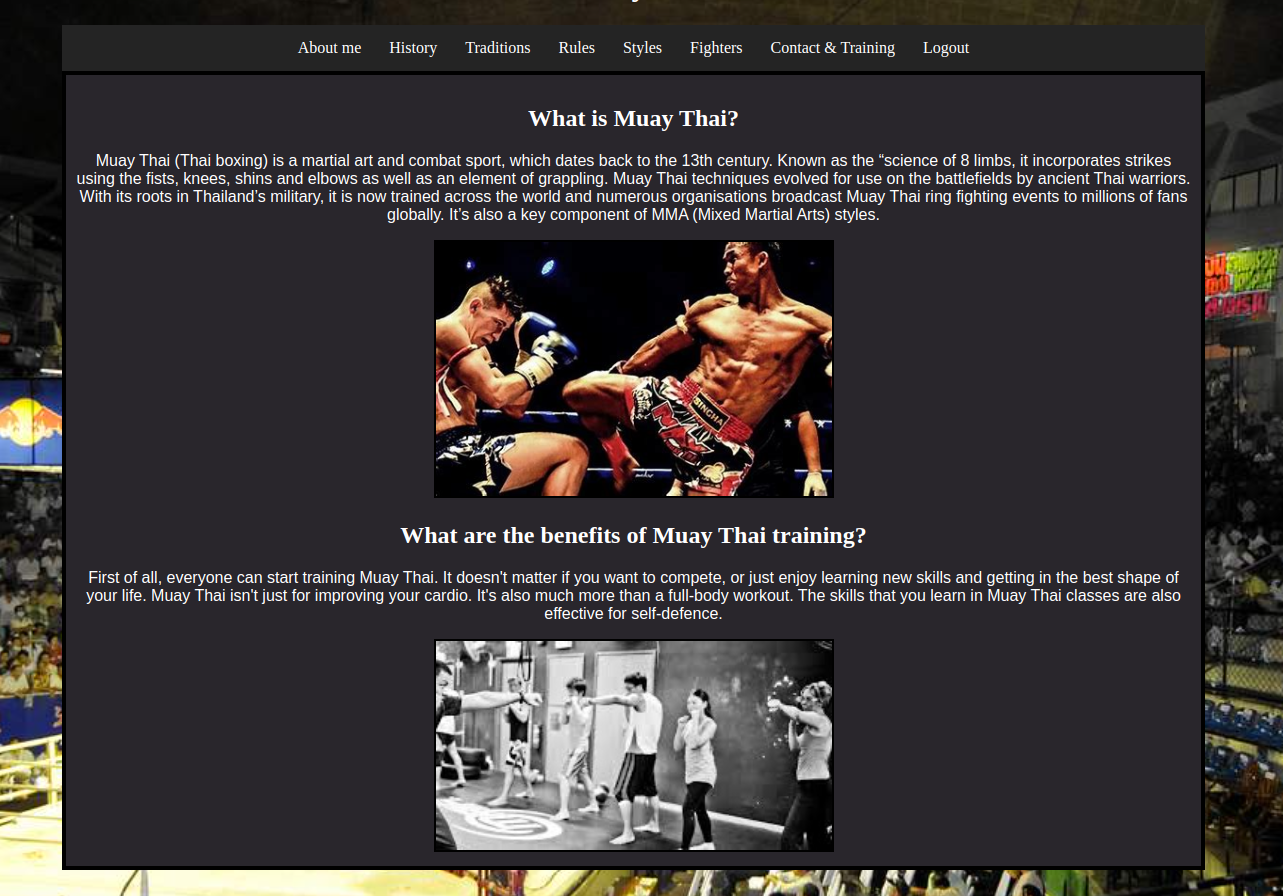 About me History Traditions Rules Styles Fighters Contact & Training Logout
What is Muay Thai?
Muay Thai (Thai boxing) is a martial art and combat sport, which dates back to the 13th century. Known as the “science of 8 limbs, it incorporates strikes
using the fists, knees, shins and elbows as well as an element of grappling. Muay Thai techniques evolved for use on the battlefields by ancient Thai warriors.
With its roots in Thailand’s military, it is now trained across the world and numerous organisations broadcast Muay Thai ring fighting events to millions of fans
globally. It’s also a key component of MMA (Mixed Martial Arts) styles.
SINGHA
What are the benefits of Muay Thai training?
First of all, everyone can start training Muay Thai. It doesn't matter if you want to compete, or just enjoy learning new skills and getting in the best shape of
your life. Muay Thai isn't just for improving your cardio. It's also much more than a full-body workout. The skills that you learn in Muay Thai classes are also
effective for self-defence.